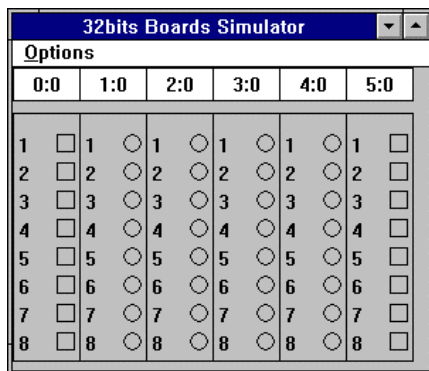 32bits Boards Simulator
Options
0:0 1:0 2:0 3:0 4:0 5:0
1 1 1 1 1 1
2 2 2 2 2 2
3 3 3 3 3 3
4 4 4 4 4 4
5 5 5 5 5 5
6 6 6 6 6 6
7 7 7 7 7 7
8 8 8 8 8 8